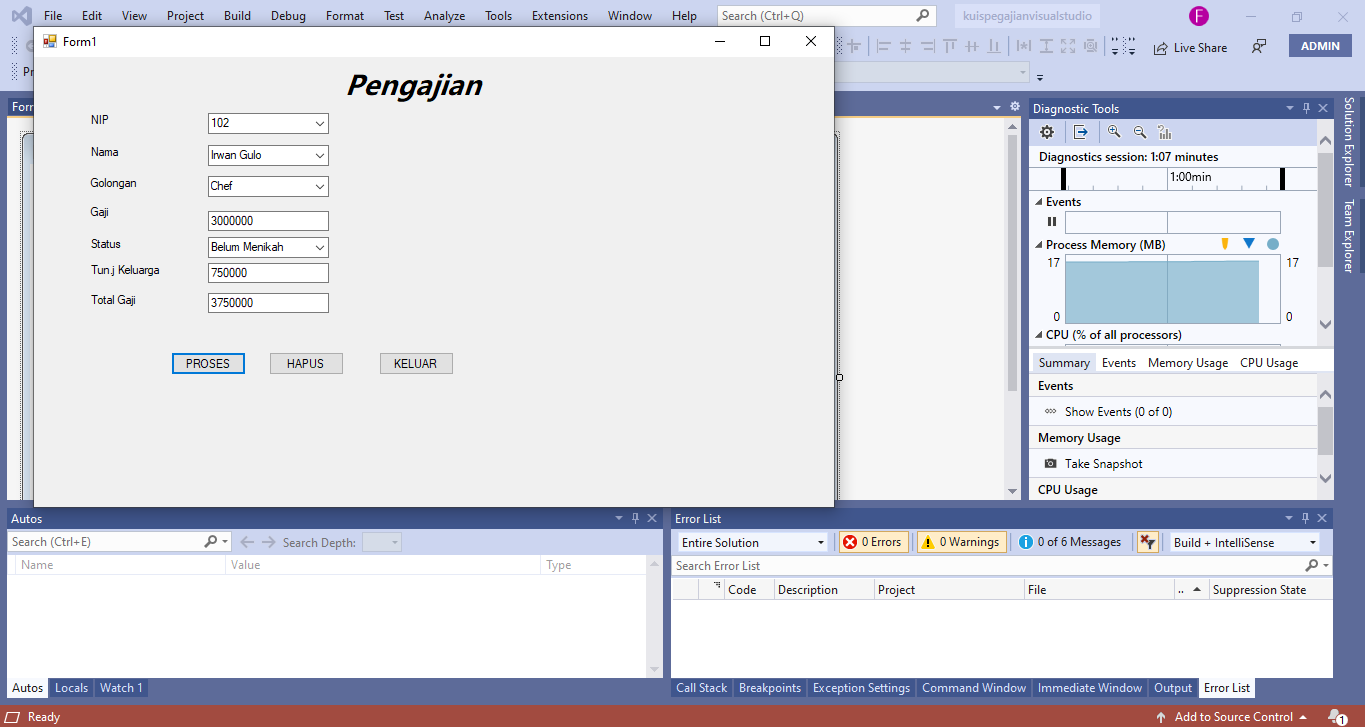 File Edit View Project Build Debug Format Test Analyze Tools Extensions Window Help Search (Ctrl+Q) kuispegajianvisualstudio F
Live Share ADMIN
Form1
Pr
Pengajian
Form
NIP 102
Nama Irwan Gulo
Golongan Chef
Gaji 3000000
Status Belum Menikah
Tun.j Keluarga 750000
Total Gaji 3750000
PROSES HAPUS KELUAR
Diagnostic Tools
Diagnostics session: 1:07 minutes
1:00min
Events
Process Memory (MB)
17 17
0 0
CPU (% of all processors)
Summary Events Memory Usage CPU Usage
Events
Show Events (0 of 0)
Memory Usage
Take Snapshot
CPU Usage
Solution Explorer
Team Explorer
Autos
Search (Ctrl+E) Search Depth:
Name Value Type
Autos Locals Watch 1
Error List
Entire Solution 0 Errors 0 Warnings 0 of 6 Messages Build + IntelliSense
Search Error List
Code Description Project File .. Suppression State
Call Stack Breakpoints Exception Settings Command Window Immediate Window Output Error List
Ready Add to Source Control 1